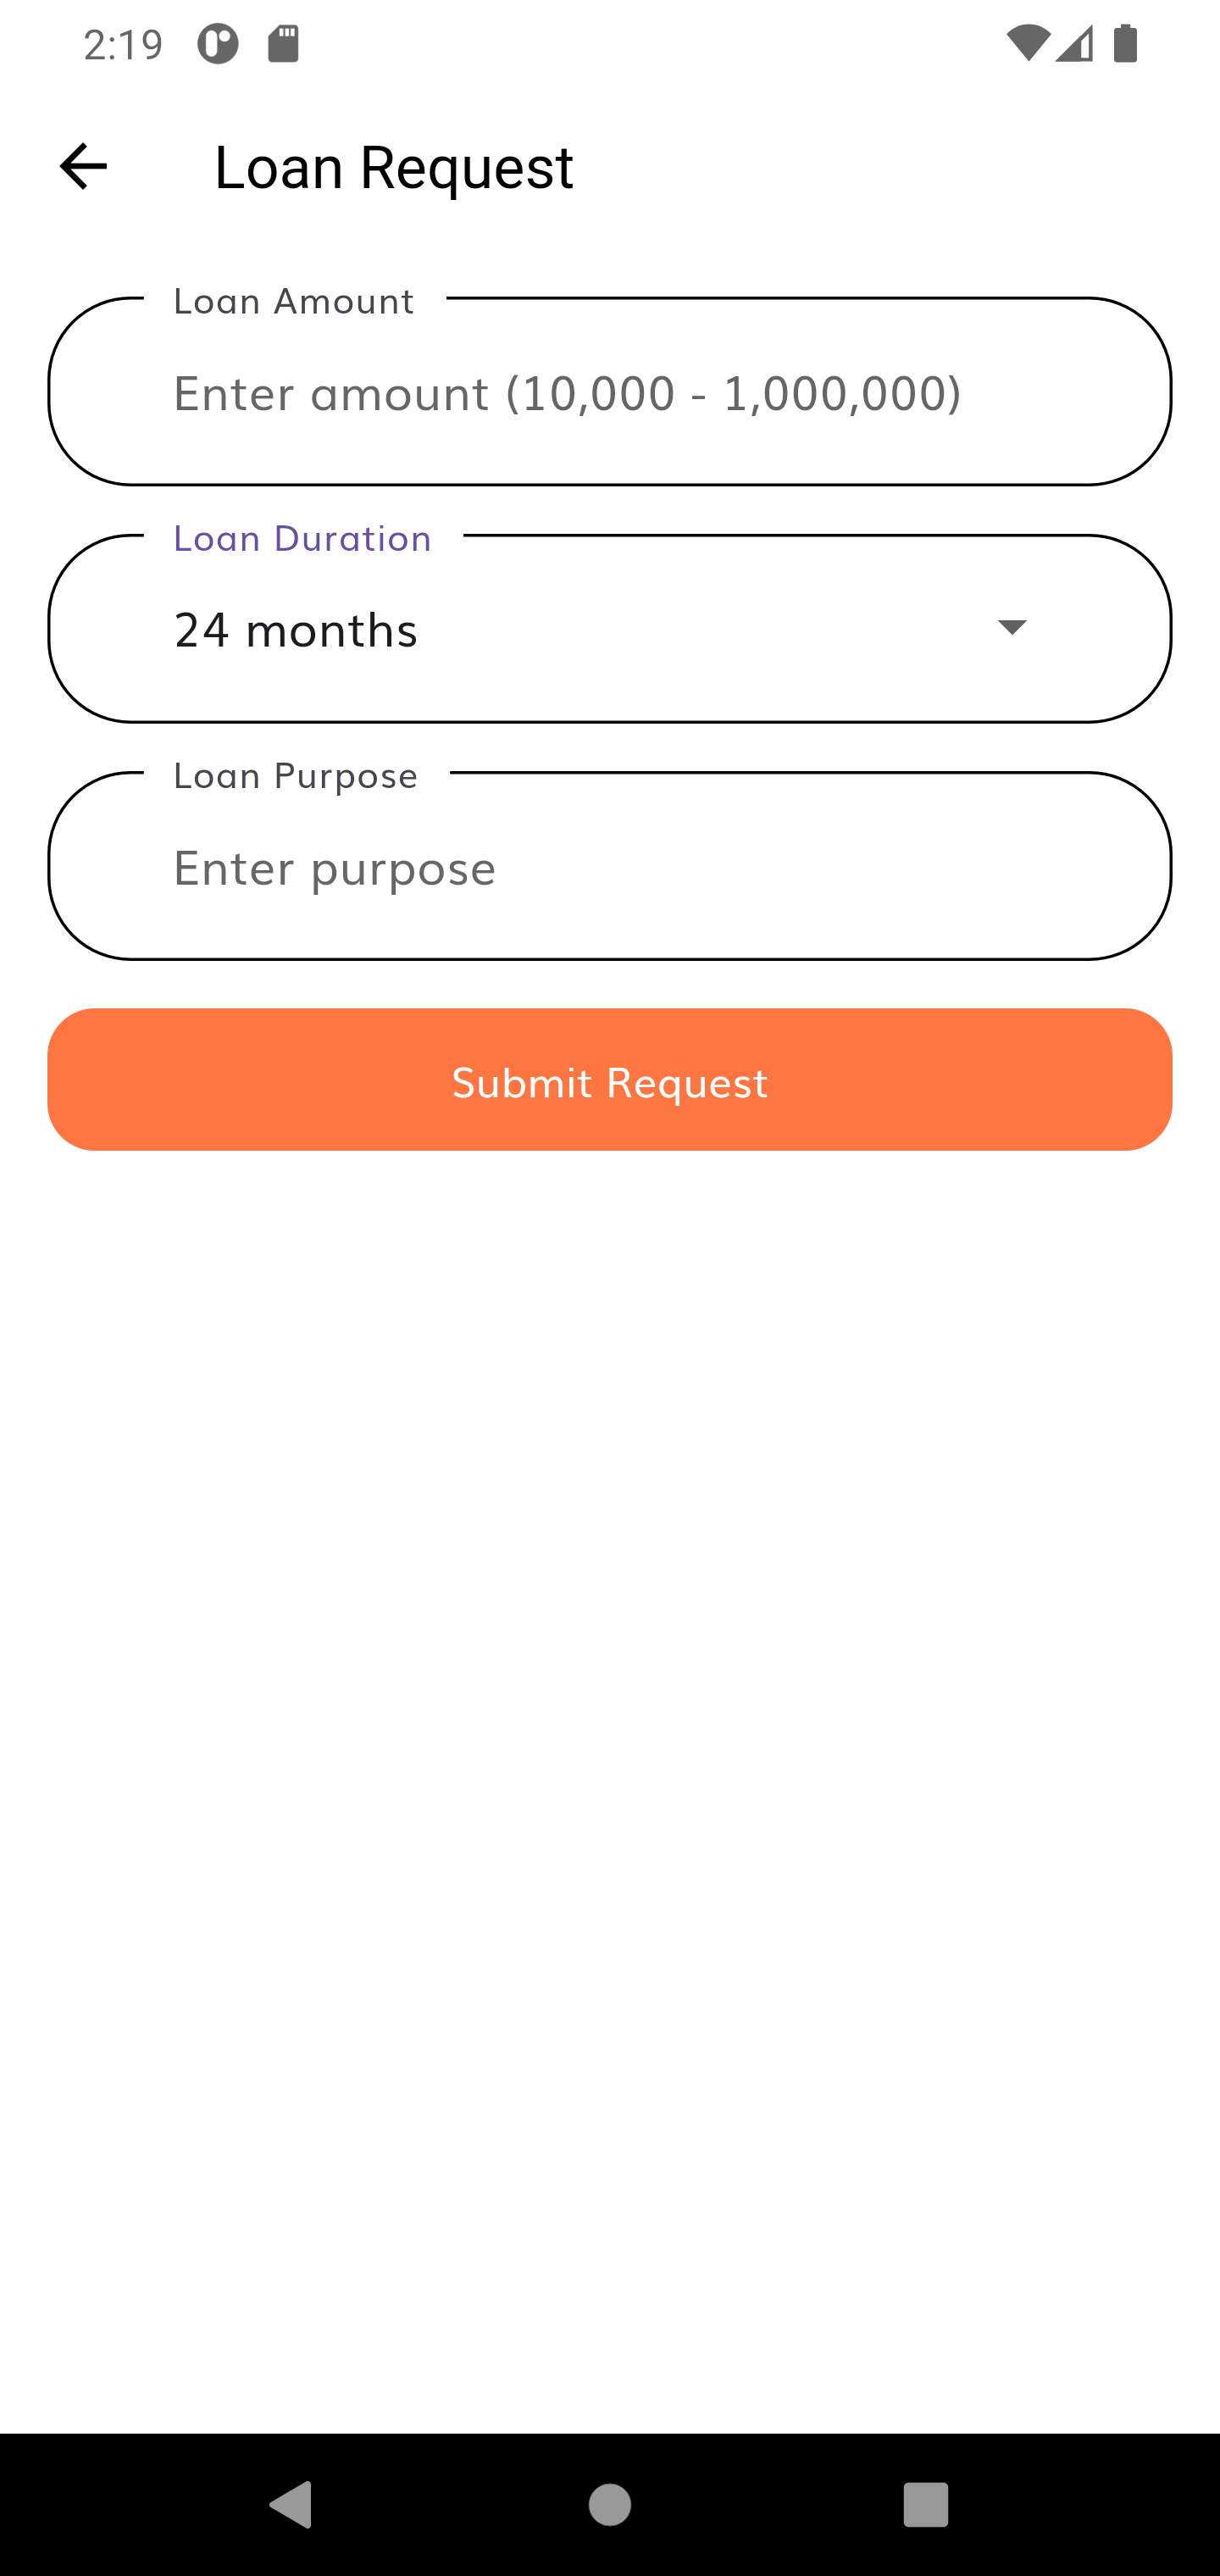 2:19
Loan Request
Loan Amount
Enter amount (10,000 - 1,000,000)
Loan Duration
24 months
Loan Purpose
Enter purpose
Submit Request